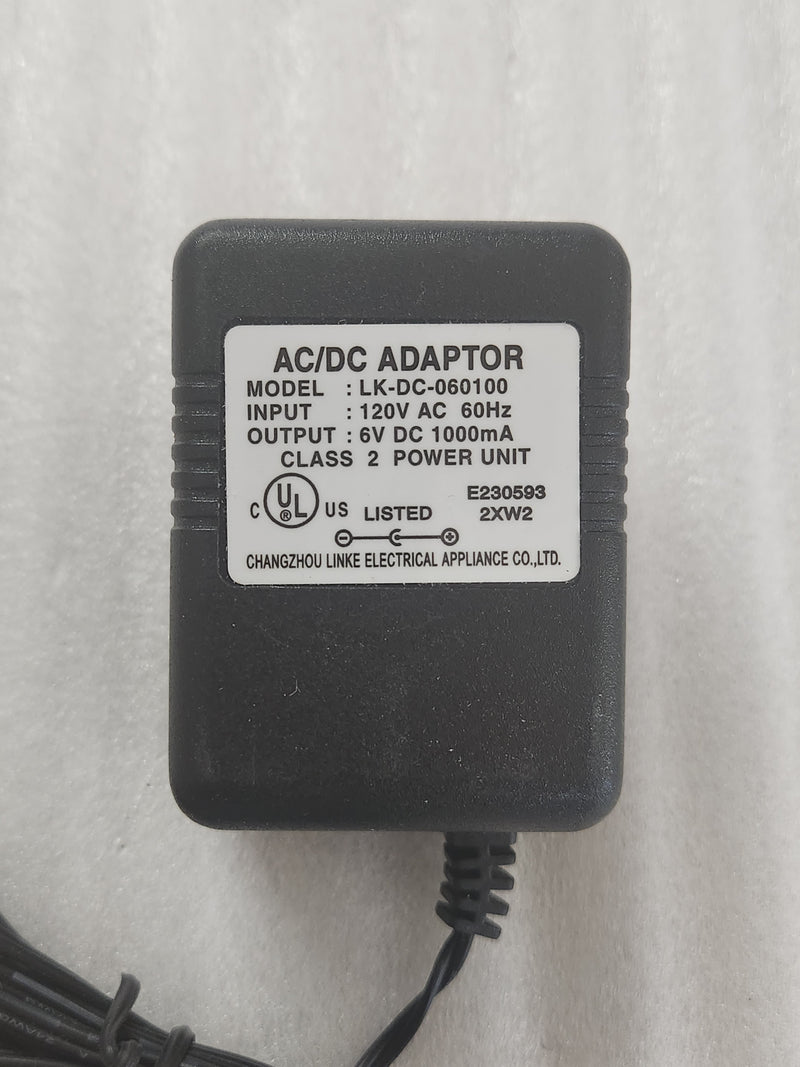 AC/DC ADAPTOR
MODEL : LK-DC-060100
INPUT : 120V AC 60Hz
OUTPUT : 6V DC 1000mA
CLASS 2 POWER UNIT
C UL ® US LISTED E230593
2XW2
CHANGZHOU LINKE ELECTRICAL APPLIANCE CO.,LTD.